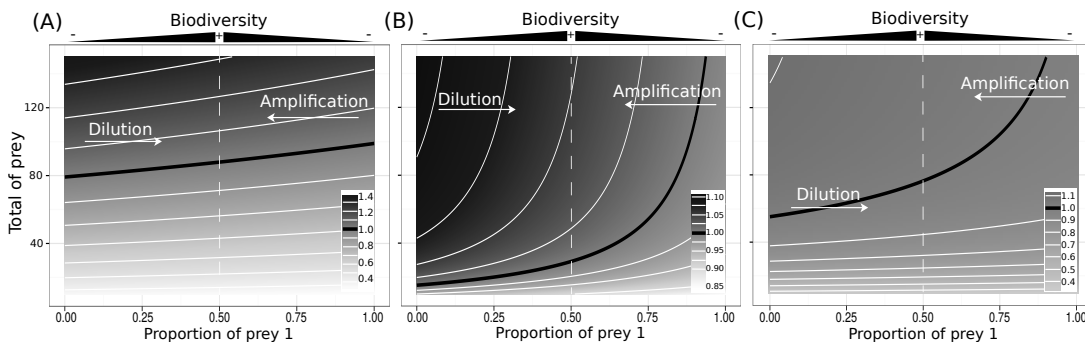 (A)
Biodiversity
- + -
Total of prey
120
80
40
Dilution
Amplification
1.4
1.2
1.0
0.8
0.6
0.4
0.00 0.25 0.50 0.75 1.00
Proportion of prey 1
(B)
Biodiversity
- + -
Dilution
Amplification
1.10
1.05
1.00
0.95
0.90
0.85
0.00 0.25 0.50 0.75 1.00
Proportion of prey 1
(C)
Biodiversity
- + -
Amplification
Dilution
1.1
1.0
0.9
0.8
0.7
0.6
0.5
0.4
0.00 0.25 0.50 0.75 1.00
Proportion of prey 1